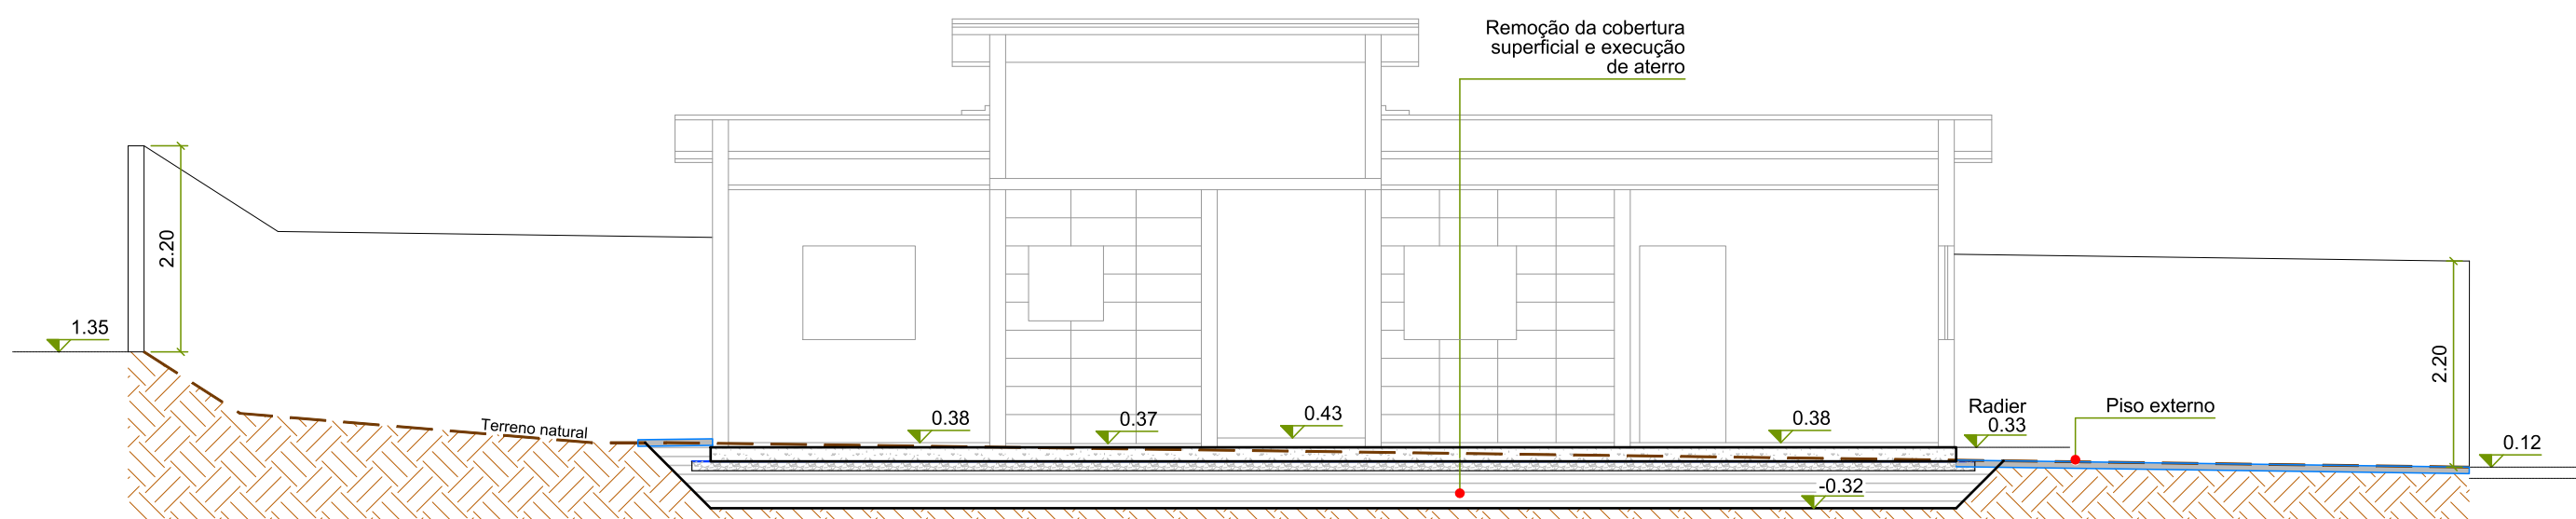 Remoção da cobertura
superficial e execução
de aterro
2.20
1.35
Terreno natural
0.38
0.37
0.43
0.38
Radier
0.33
Piso externo
2.20
0.12
-0.32